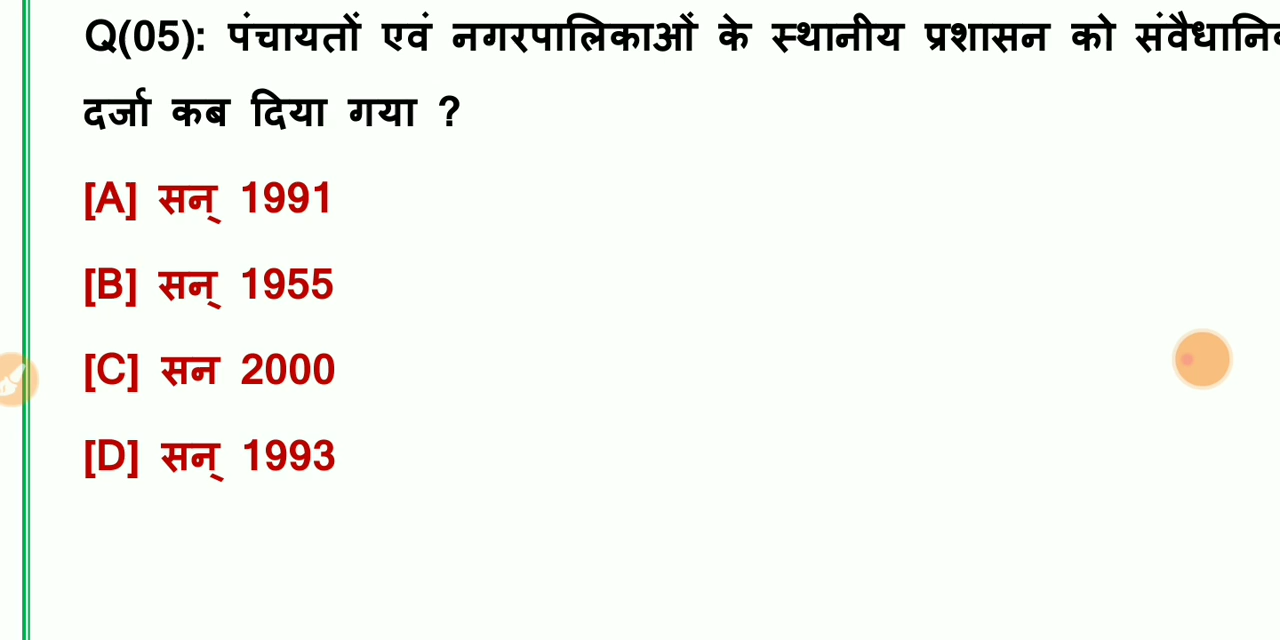 Q(05): पंचायतों एवं नगरपालिकाओं के स्थानीय प्रशासन को
दर्जा कब दिया गया ?
[A] सन् 1991
[B] सन् 1955
[C] सन 2000
[D] सन् 1993